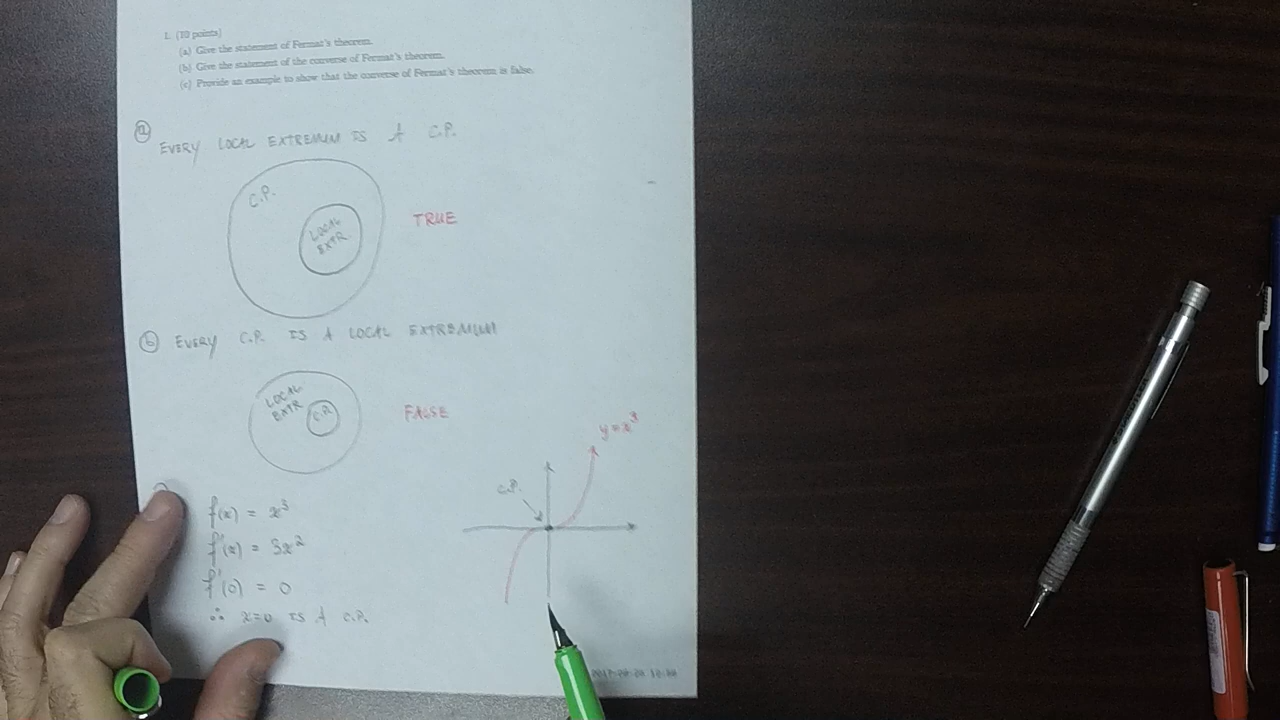 1. (10 points)
(a) Give the statement of Fermat's theorem.
(b) Give the statement of the converse of Fermat's theorem.
(c) Provide an example to show that the converse of Fermat's theorem is false.
(a) EVERY LOCAL EXTREMUM IS A C.P.
C.P.
LOCAL
EXTR.
TRUE
(b) EVERY C.P. IS A LOCAL EXTREMUM
LOCAL
EXTR
C.P.
FALSE
y=x³
C.P.
f(x) = x³
f'(x) = 3x²
f'(0) = 0
∴ x=0 IS A C.P.